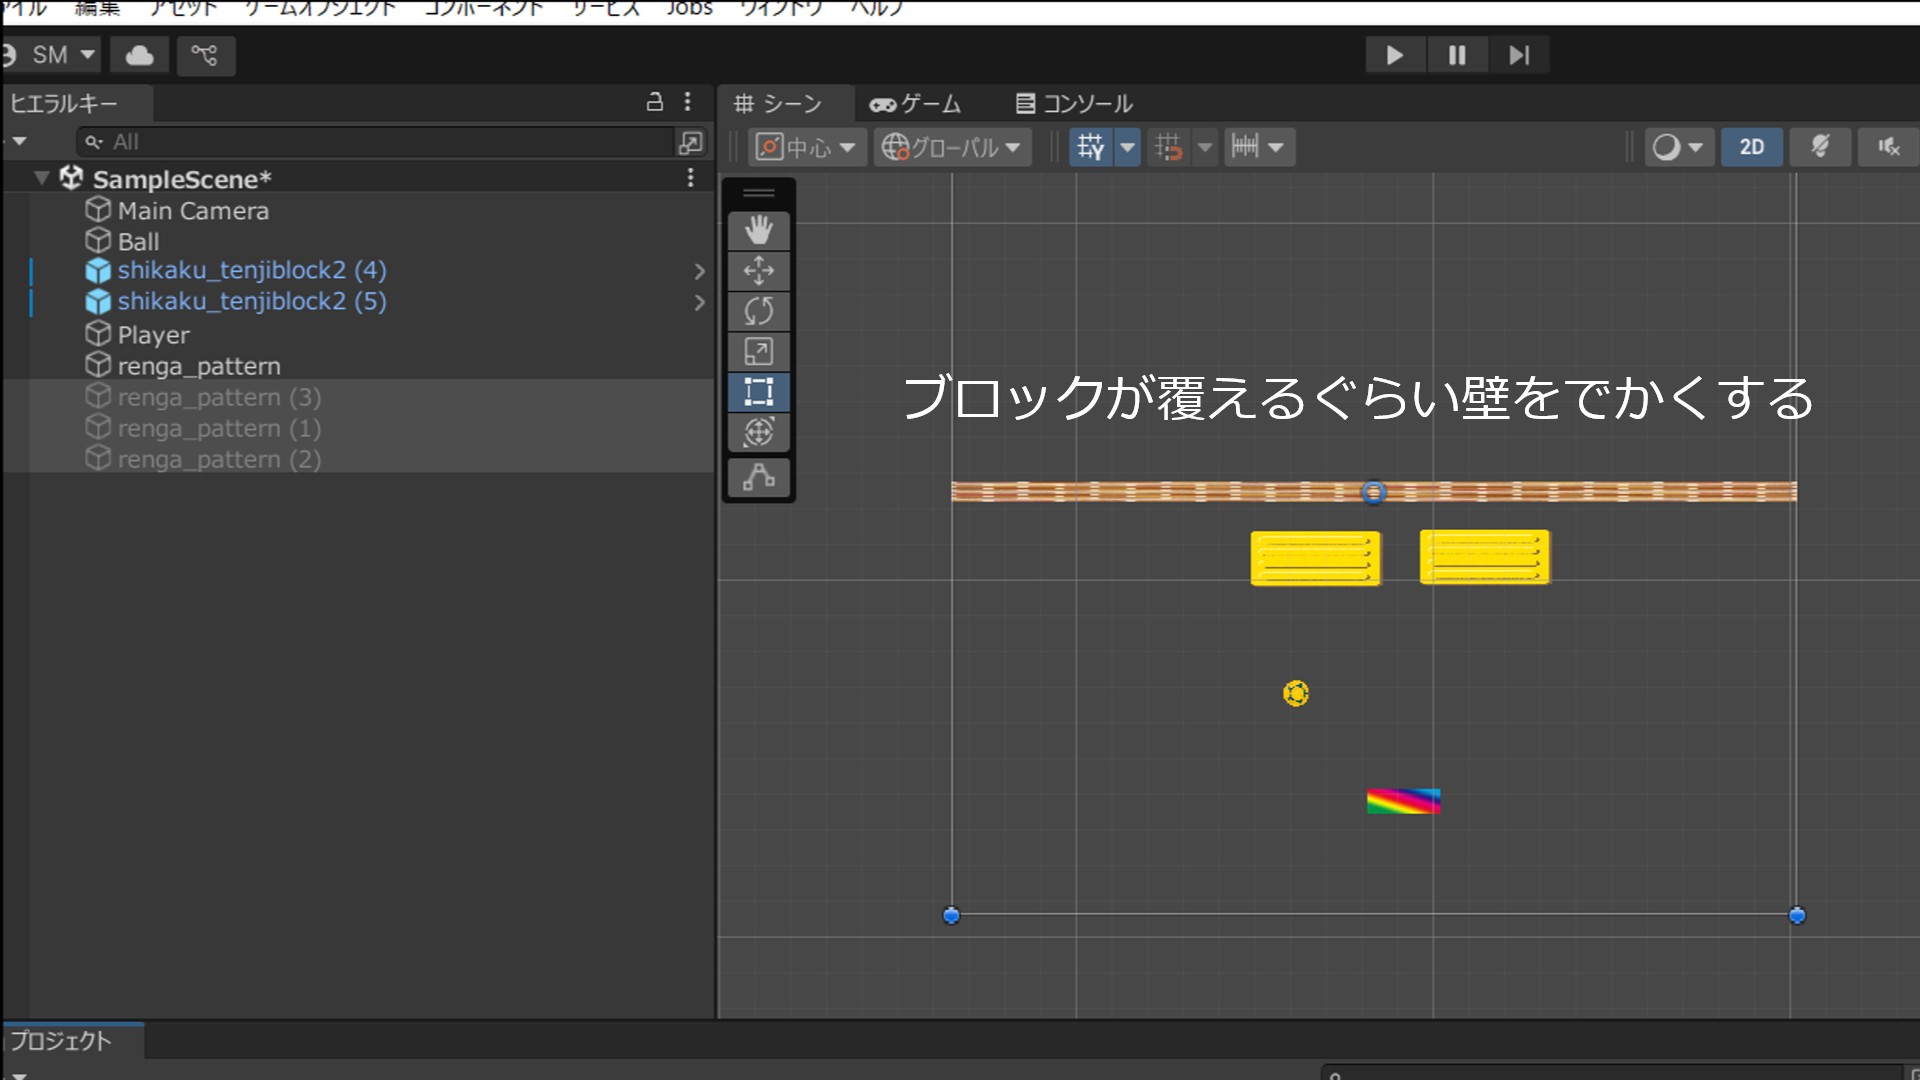 ァイル 編集 アセット ゲームオブジェクト コンポーネント サービス Jobs ウィンドウ ヘルプ
SM
ヒエラルキー
シーン ゲーム コンソール
All
中心 グローバル 2D
SampleScene*
Main Camera
Ball
shikaku_tenjiblock2 (4)
shikaku_tenjiblock2 (5)
Player
renga_pattern
renga_pattern (3)
renga_pattern (1)
renga_pattern (2)
ブロックが覆えるぐらい壁をでかくする
プロジェクト